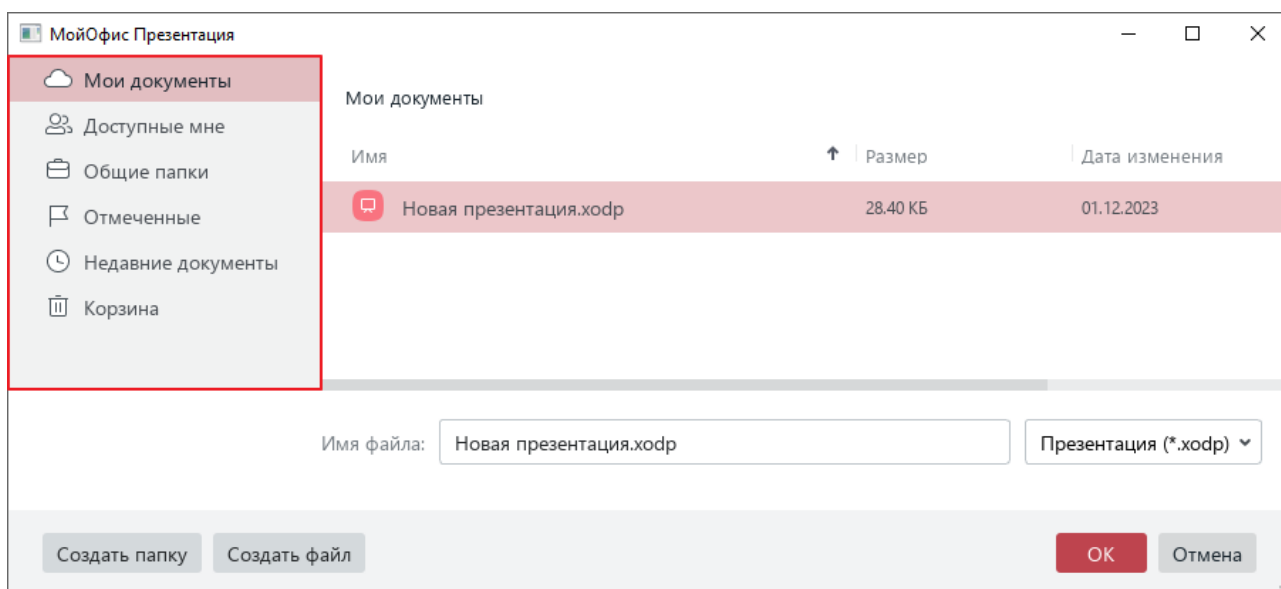 МойОфис Презентация
Мои документы
Доступные мне
Общие папки
Отмеченные
Недавние документы
Корзина
Мои документы
Имя Размер Дата изменения
Новая презентация.xodp 28.40 КБ 01.12.2023
Имя файла: Новая презентация.xodp Презентация (*.xodp)
Создать папку Создать файл ОК Отмена